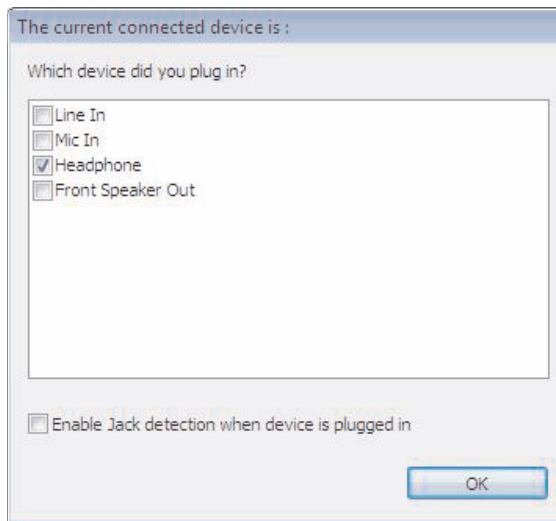 The current connected device is :
Which device did you plug in?
Line In
Mic In
Headphone
Front Speaker Out
Enable Jack detection when device is plugged in
OK